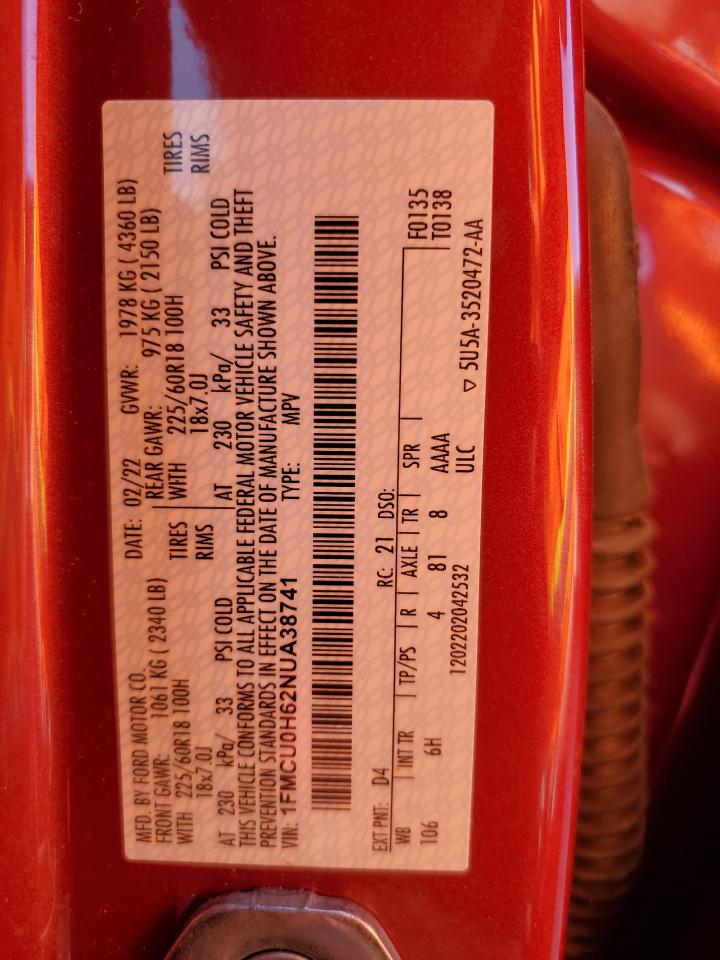 MFD. BY FORD MOTOR CO. DATE: 02/22 GVWR: 1978 KG ( 4360 LB)
FRONT GAWR: 1061 KG ( 2340 LB) REAR GAWR: 975 KG ( 2150 LB)
WITH 225/60R18 100H TIRES WITH 225/60R18 100H TIRES
18x7.0J RIMS 18x7.0J RIMS
AT 230 kPa/ 33 PSI COLD AT 230 kPa/ 33 PSI COLD
THIS VEHICLE CONFORMS TO ALL APPLICABLE FEDERAL MOTOR VEHICLE SAFETY AND THEFT
PREVENTION STANDARDS IN EFFECT ON THE DATE OF MANUFACTURE SHOWN ABOVE.
VIN: 1FMCU0H62NUA38741 TYPE: MPV
EXT PNT: D4 RC: 21 DSO:
WB | INT TR | TP/PS | R | AXLE | TR | SPR | F0135
106 6H 4 81 8 AAAA T0138
1202202042532 ULC ▽ 5U5A-3520472-AA